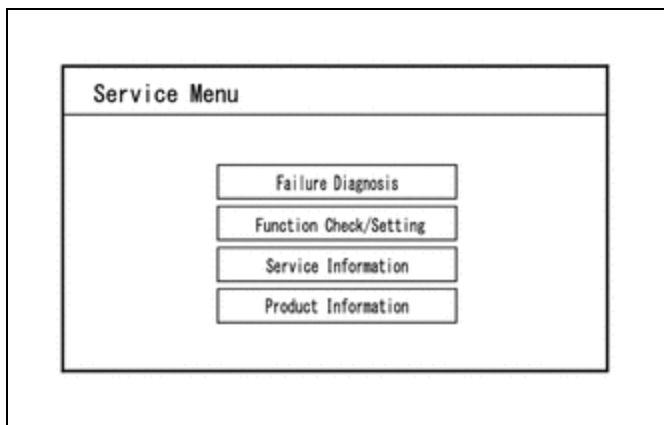 Service Menu
Failure Diagnosis
Function Check/Setting
Service Information
Product Information